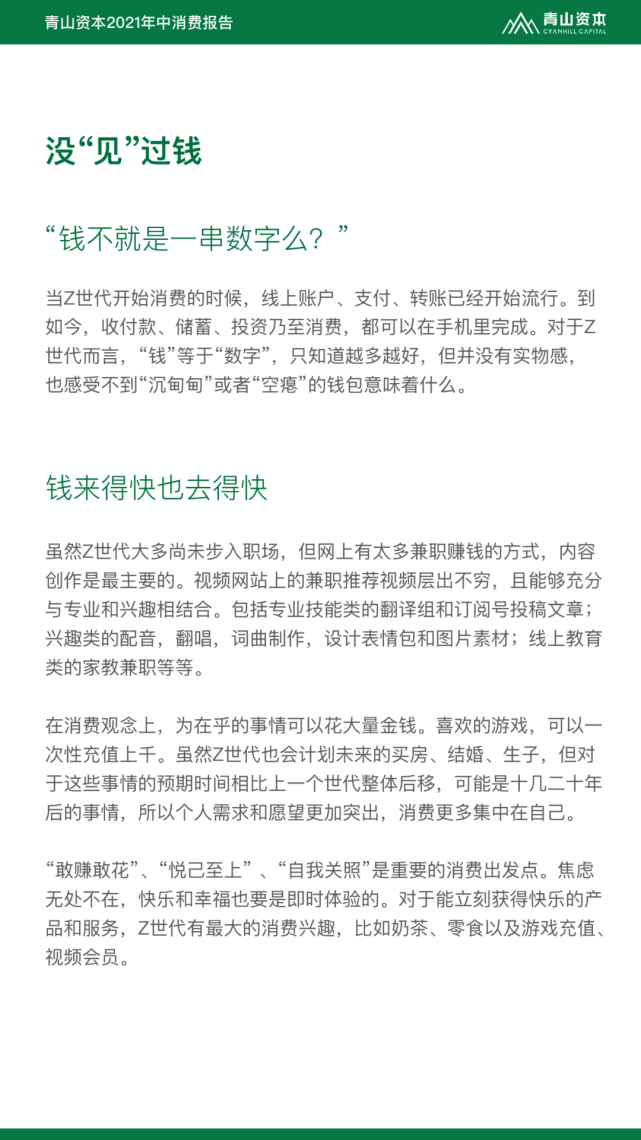 青山资本2021年中消费报告
青山资本
CYANHILL CAPITAL
没“见”过钱
“钱不就是一串数字么？”
当Z世代开始消费的时候，线上账户、支付、转账已经开始流行。到
如今，收付款、储蓄、投资乃至消费，都可以在手机里完成。对于Z
世代而言，“钱”等于“数字”，只知道越多越好，但并没有实物感，
也感受不到“沉甸甸”或者“空瘪”的钱包意味着什么。
钱来得快也去得快
虽然Z世代大多尚未步入职场，但网上有太多兼职赚钱的方式，内容
创作是最主要的。视频网站上的兼职推荐视频层出不穷，且能够充分
与专业和兴趣相结合。包括专业技能类的翻译组和订阅号投稿文章；
兴趣类的配音，翻唱，词曲制作，设计表情包和图片素材；线上教育
类的家教兼职等等。
在消费观念上，为在乎的事情可以花大量金钱。喜欢的游戏，可以一
次性充值上千。虽然Z世代也会计划未来的买房、结婚、生子，但对
于这些事情的预期时间相比上一个世代整体后移，可能是十几二十年
后的事情，所以个人需求和愿望更加突出，消费更多集中在自己。
“敢赚敢花”、“悦己至上” 、“自我关照”是重要的消费出发点。焦虑
无处不在，快乐和幸福也要是即时体验的。对于能立刻获得快乐的产
品和服务，Z世代有最大的消费兴趣，比如奶茶、零食以及游戏充值、
视频会员。